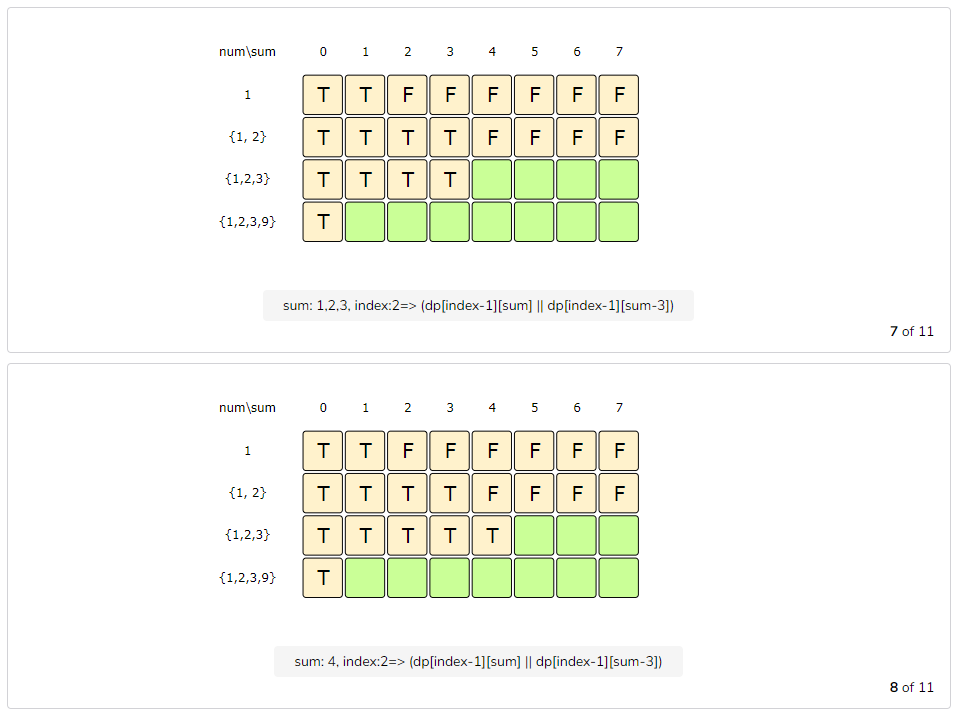 num\sum 0 1 2 3 4 5 6 7
1 T T F F F F F F
{1, 2} T T T T F F F F
{1,2,3} T T T T
{1,2,3,9} T
sum: 1,2,3, index:2=> (dp[index-1][sum] || dp[index-1][sum-3])
7 of 11
num\sum 0 1 2 3 4 5 6 7
1 T T F F F F F F
{1, 2} T T T T F F F F
{1,2,3} T T T T T
{1,2,3,9} T
sum: 4, index:2=> (dp[index-1][sum] || dp[index-1][sum-3])
8 of 11